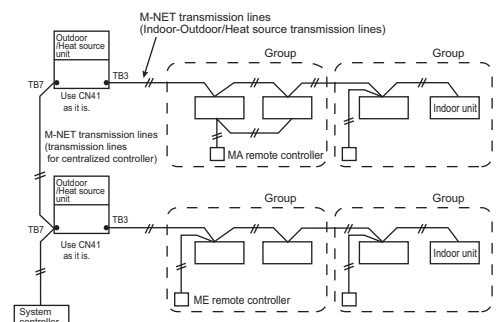 M-NET transmission lines
(Indoor-Outdoor/Heat source transmission lines)
Outdoor
/Heat source
unit
Group
Group
TB7
TB3
Use CN41
as it is.
Indoor unit
M-NET transmission lines
(transmission lines
for centralized controller)
MA remote controller
Outdoor
/Heat source
unit
Group
Group
TB7
TB3
Use CN41
as it is.
Indoor unit
ME remote controller
System
controller